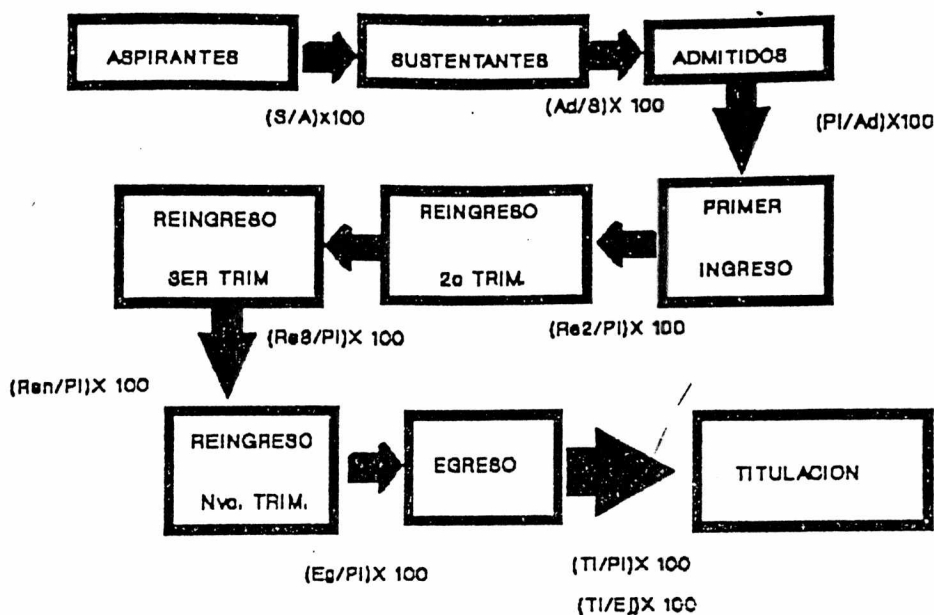 ASPIRANTES
SUSTENTANTES
ADMITIDOS
(S/A)x100
(Ad/S)X 100
(PI/Ad)X100
REINGRESO
3ER TRIM
REINGRESO
2o TRIM.
PRIMER
INGRESO
(Re3/PI)X 100
(Re2/PI)X 100
(Ren/PI)X 100
REINGRESO
Nvo. TRIM.
EGRESO
TITULACION
(Eg/PI)X 100
(TI/PI)X 100
(TI/E])X 100